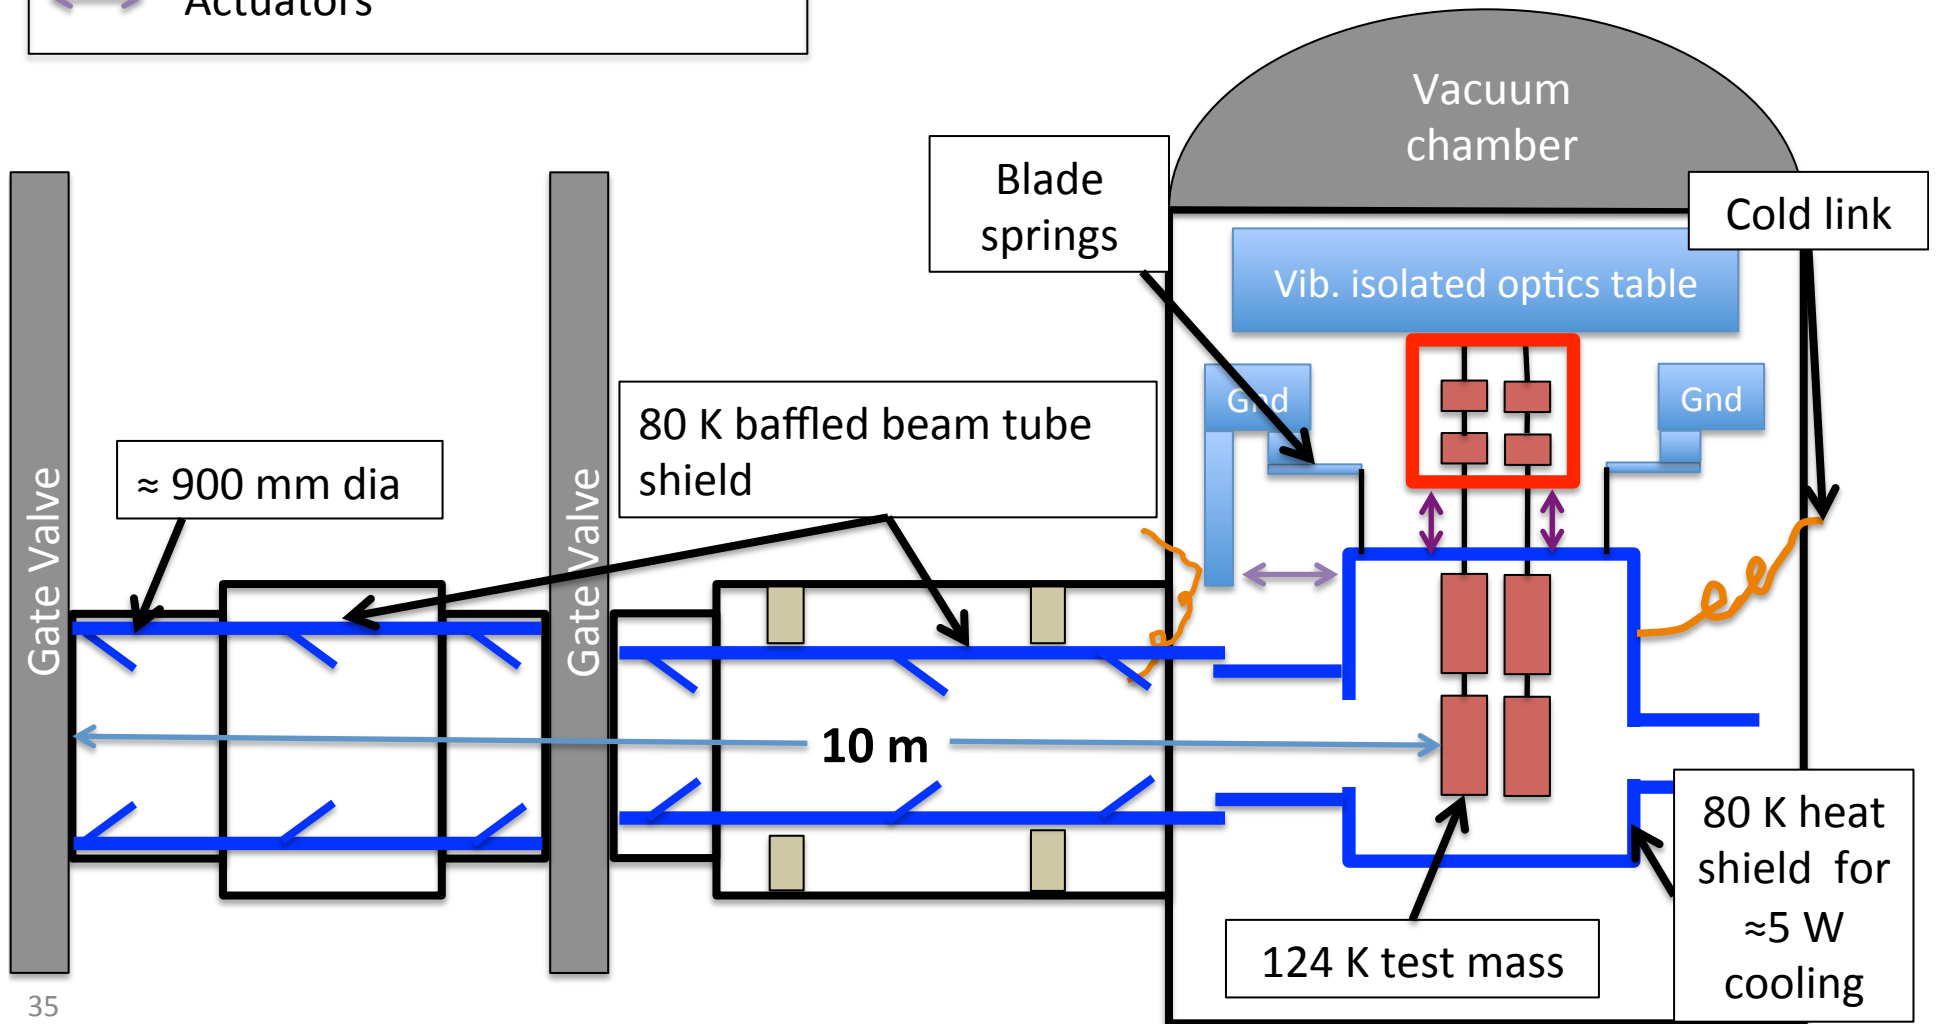 Actuators
Vacuum
chamber
Blade
springs
Cold link
Vib. isolated optics table
Gnd
Gnd
80 K baffled beam tube
shield
≈ 900 mm dia
Gate Valve
Gate Valve
10 m
80 K heat
shield for
≈5 W
cooling
124 K test mass
35